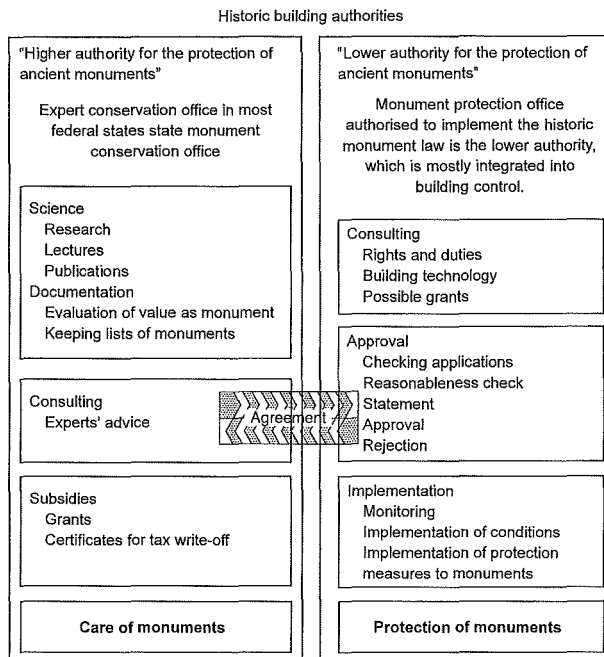 Historic building authorities
"Higher authority for the protection of
ancient monuments"
Expert conservation office in most
federal states state monument
conservation office
Science
Research
Lectures
Publications
Documentation
Evaluation of value as monument
Keeping lists of monuments
Consulting
Experts' advice
Subsidies
Grants
Certificates for tax write-off
Care of monuments
Agreement
"Lower authority for the protection of
ancient monuments"
Monument protection office
authorised to implement the historic
monument law is the lower authority,
which is mostly integrated into
building control.
Consulting
Rights and duties
Building technology
Possible grants
Approval
Checking applications
Reasonableness check
Statement
Approval
Rejection
Implementation
Monitoring
Implementation of conditions
Implementation of protection
measures to monuments
Protection of monuments